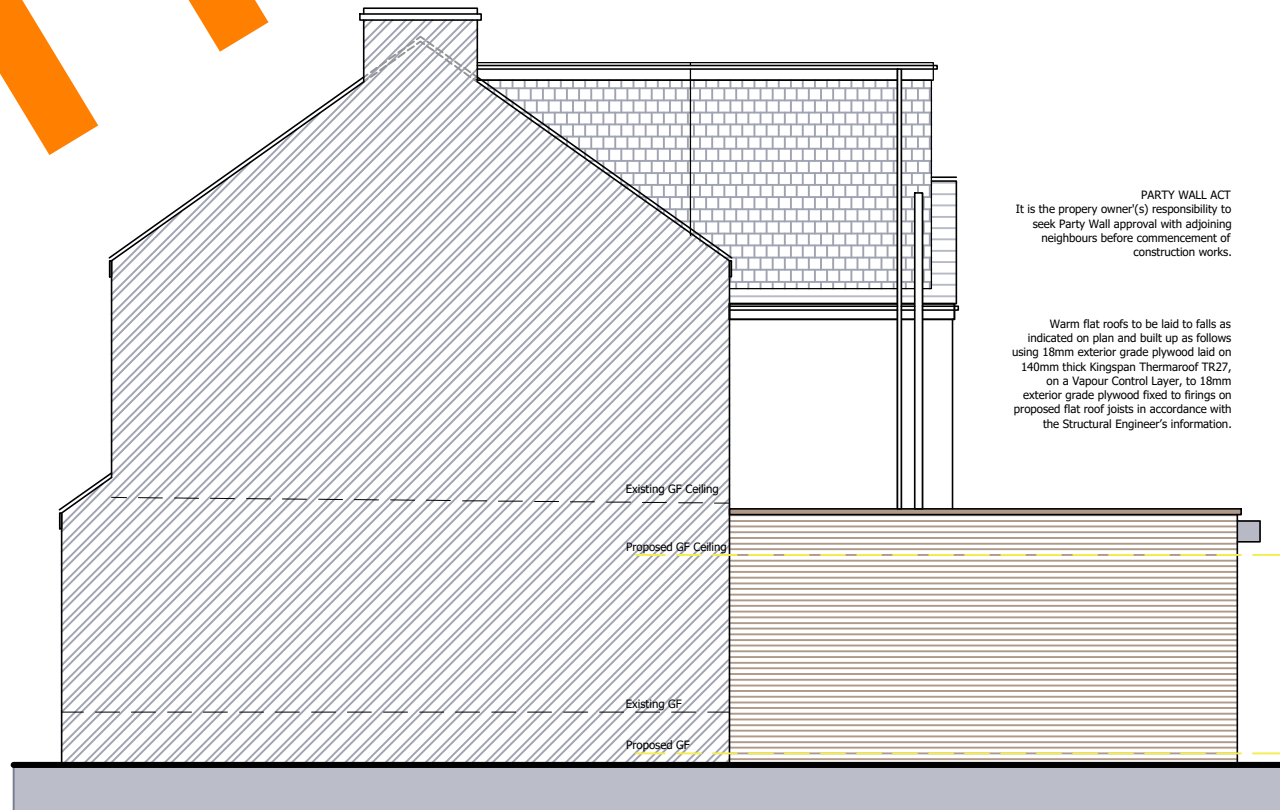 PARTY WALL ACT
It is the propery owner'(s) responsibility to
seek Party Wall approval with adjoining
neighbours before commencement of
construction works.
Warm flat roofs to be laid to falls as
indicated on plan and built up as follows
using 18mm exterior grade plywood laid on
140mm thick Kingspan Thermaroof TR27,
on a Vapour Control Layer, to 18mm
exterior grade plywood fixed to firings on
proposed flat roof joists in accordance with
the Structural Engineer's information.
Existing GF Ceiling
Proposed GF Ceiling
Existing GF
Proposed GF